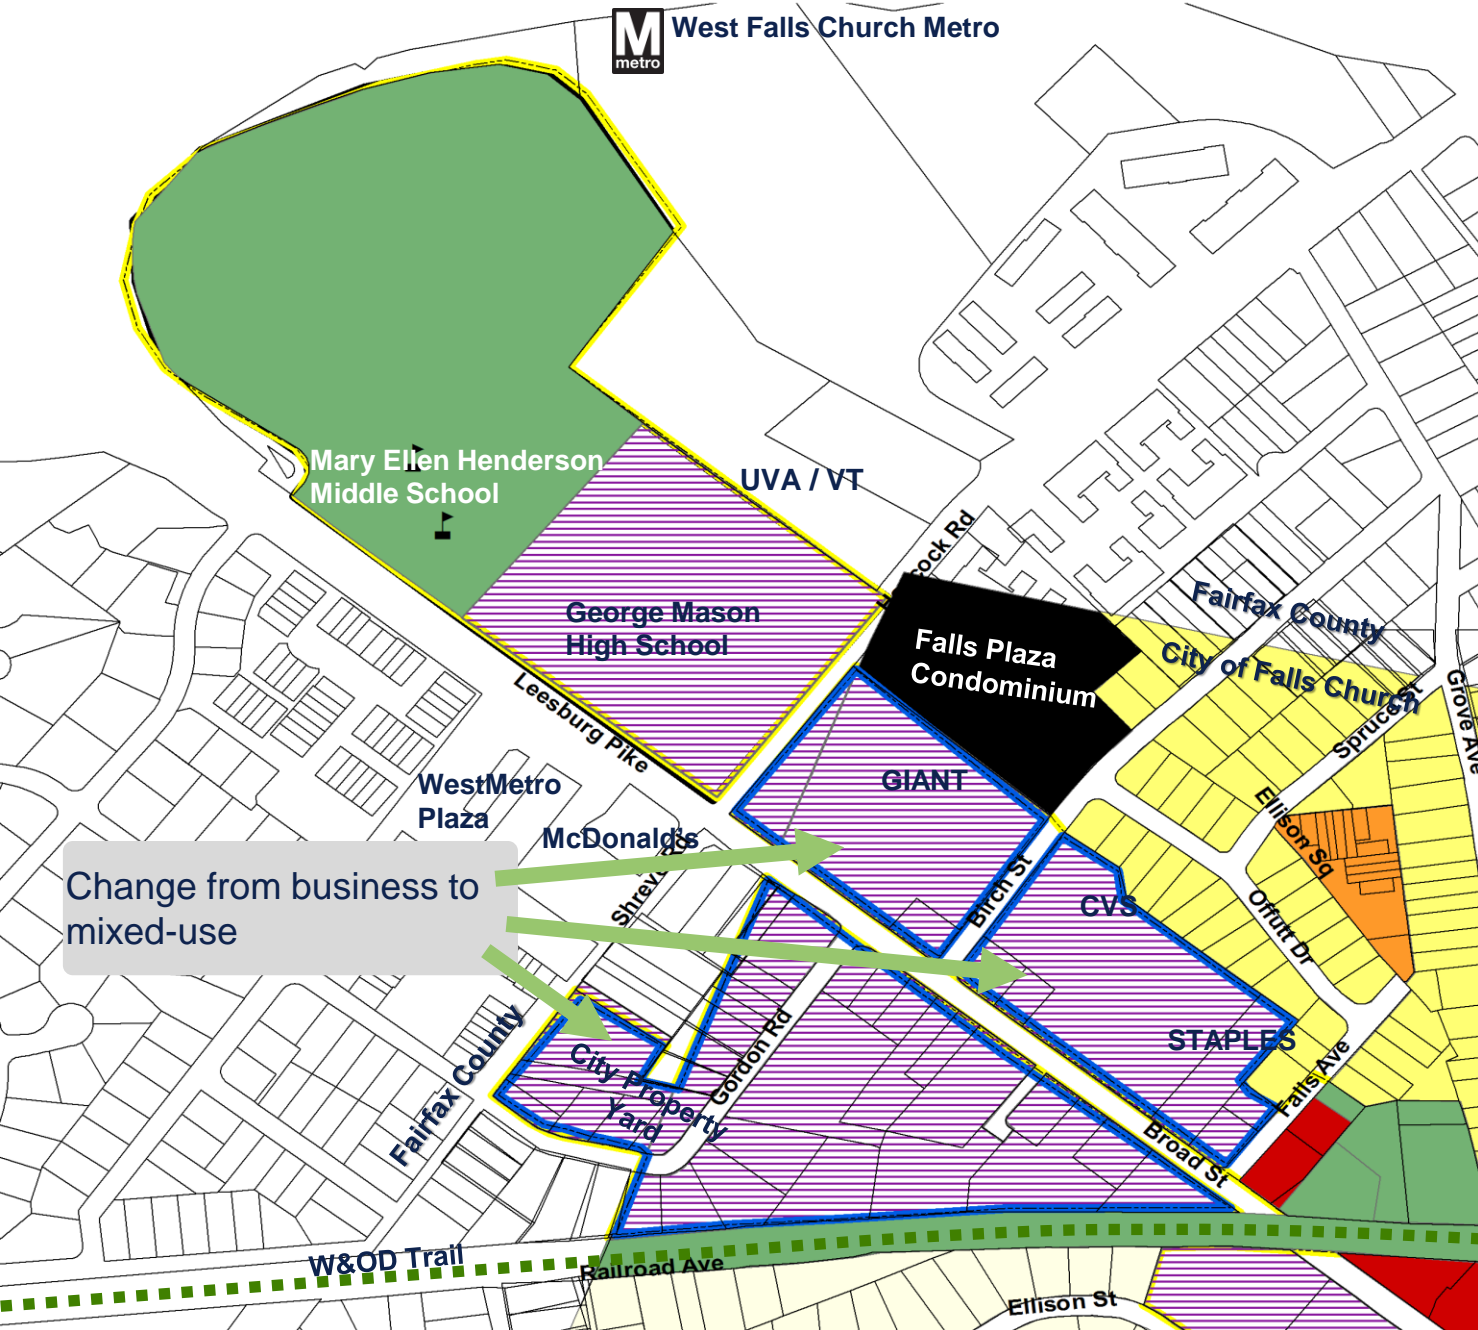 M
metro
West Falls Church Metro
Mary Ellen Henderson
Middle School
UVA / VT
George Mason
High School
Falls Plaza
Condominium
Fairfax County
City of Falls Church
Spruce St
Grove Ave
Leesburg Pike
WestMetro
Plaza
McDonald's
GIANT
Ellison Sq
Change from business to
mixed-use
Birch St
CVS
Offutt Dr
STAPLES
Falls Ave
Fairfax County
City Property
Yard
Gordon Rd
Broad St
W&OD Trail
Railroad Ave
Ellison St